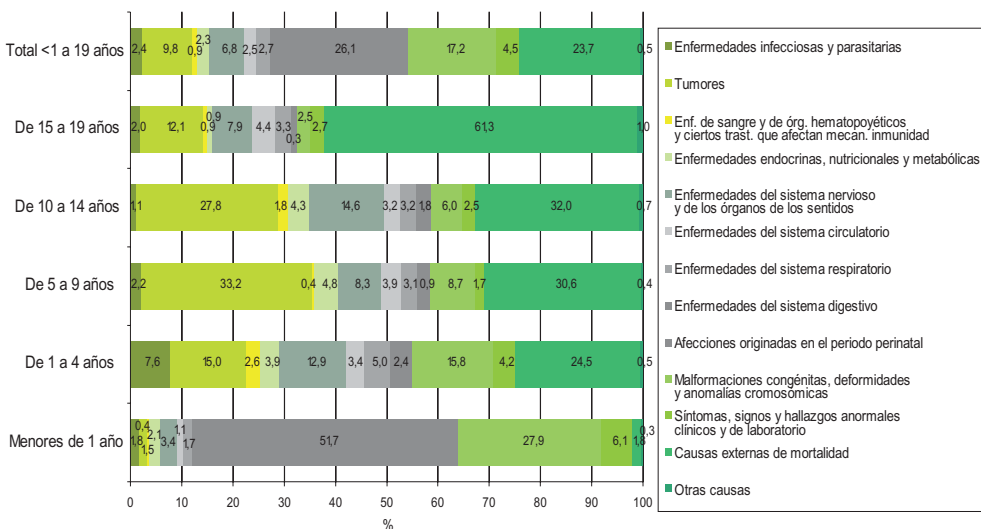 Total <1 a 19 años
2,4 9,8 0,9 2,3 6,8 2,5 2,7 26,1 17,2 4,5 23,7 0,5
De 15 a 19 años
2,0 12,1 0,9 0,9 7,9 4,4 3,3 0,3 2,5 2,7 61,3 1,0
De 10 a 14 años
1,1 27,8 1,8 4,3 14,6 3,2 3,2 1,8 6,0 2,5 32,0 0,7
De 5 a 9 años
2,2 33,2 0,4 4,8 8,3 3,9 3,1 0,9 8,7 1,7 30,6 0,4
De 1 a 4 años
7,6 15,0 2,6 3,9 12,9 3,4 5,0 2,4 15,8 4,2 24,5 0,5
Menores de 1 año
1,8 0,4 1,5 2,1 3,4 1,1 1,7 51,7 27,9 6,1 1,8 0,3
0 10 20 30 40 50 60 70 80 90 100
%
Enfermedades infecciosas y parasitarias
Tumores
Enf. de sangre y de órg. hematopoyéticos
y ciertos trast. que afectan mecán. inmunidad
Enfermedades endocrinas, nutricionales y metabólicas
Enfermedades del sistema nervioso
y de los órganos de los sentidos
Enfermedades del sistema circulatorio
Enfermedades del sistema respiratorio
Enfermedades del sistema digestivo
Afecciones originadas en el periodo perinatal
Malformaciones congénitas, deformidades
y anomalías cromosómicas
Síntomas, signos y hallazgos anormales
clínicos y de laboratorio
Causas externas de mortalidad
Otras causas